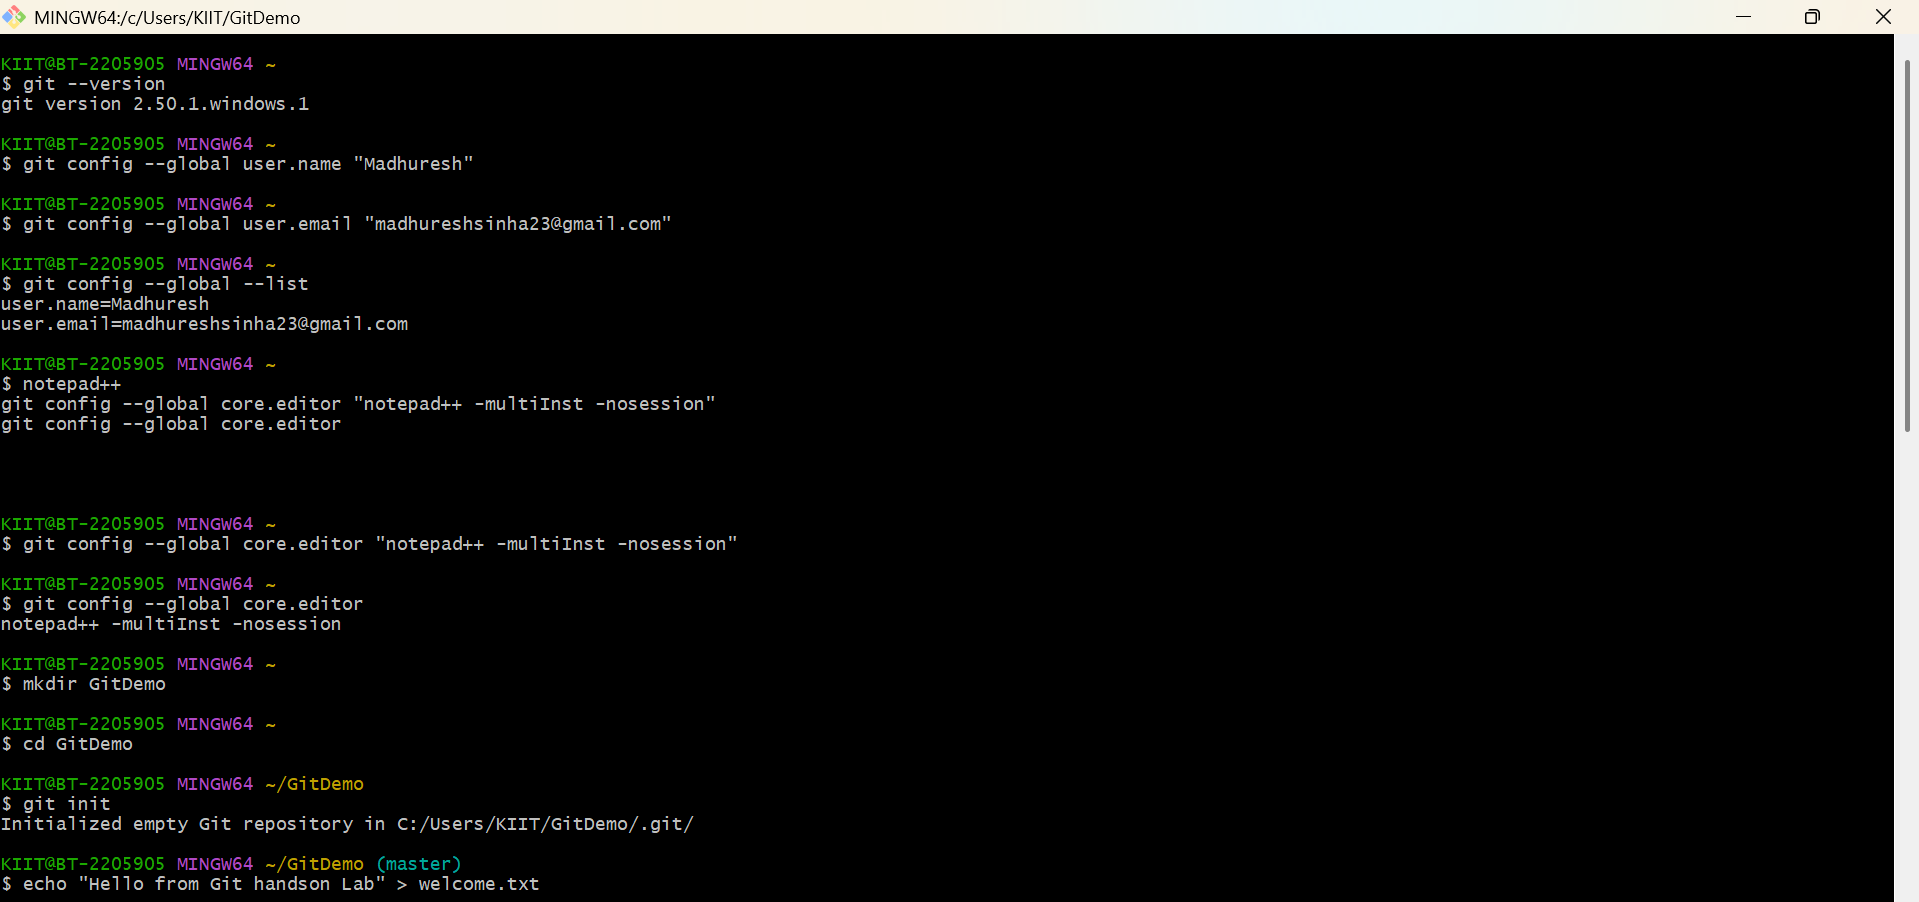 MINGW64:/c/Users/KIIT/GitDemo
KIIT@BT-2205905 MINGW64 ~
$ git --version
git version 2.50.1.windows.1
KIIT@BT-2205905 MINGW64 ~
$ git config --global user.name "Madhuresh"
KIIT@BT-2205905 MINGW64 ~
$ git config --global user.email "madhureshsinha23@gmail.com"
KIIT@BT-2205905 MINGW64 ~
$ git config --global --list
user.name=Madhuresh
user.email=madhureshsinha23@gmail.com
KIIT@BT-2205905 MINGW64 ~
$ notepad++
git config --global core.editor "notepad++ -multiInst -nosession"
git config --global core.editor
KIIT@BT-2205905 MINGW64 ~
$ git config --global core.editor "notepad++ -multiInst -nosession"
KIIT@BT-2205905 MINGW64 ~
$ git config --global core.editor
notepad++ -multiInst -nosession
KIIT@BT-2205905 MINGW64 ~
$ mkdir GitDemo
KIIT@BT-2205905 MINGW64 ~
$ cd GitDemo
KIIT@BT-2205905 MINGW64 ~/GitDemo
$ git init
Initialized empty Git repository in C:/Users/KIIT/GitDemo/.git/
KIIT@BT-2205905 MINGW64 ~/GitDemo (master)
$ echo "Hello from Git handson Lab" > welcome.txt